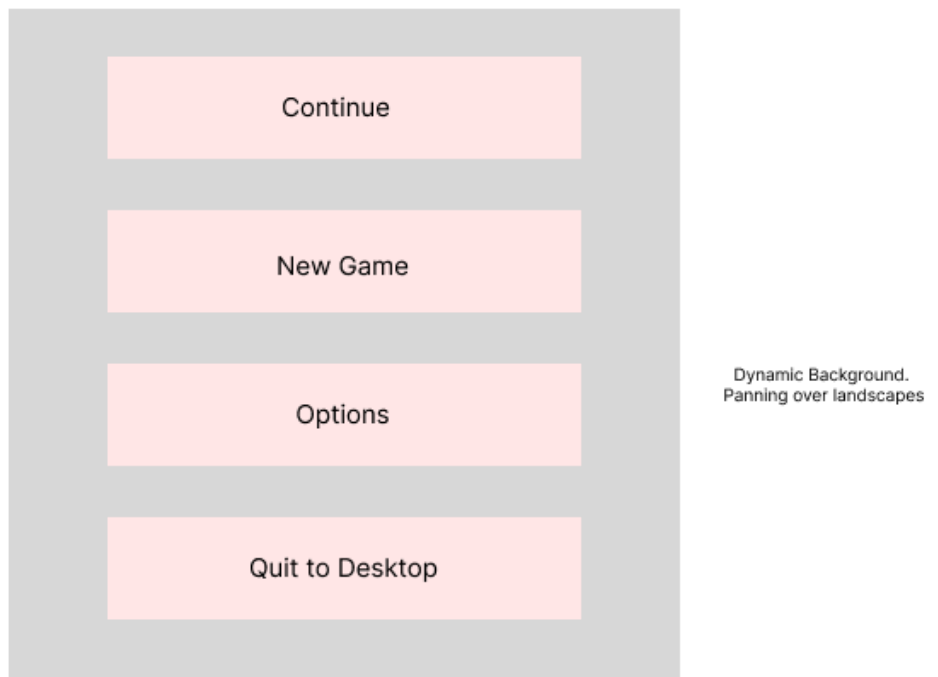 Continue
New Game
Options
Quit to Desktop
Dynamic Background.
Panning over landscapes